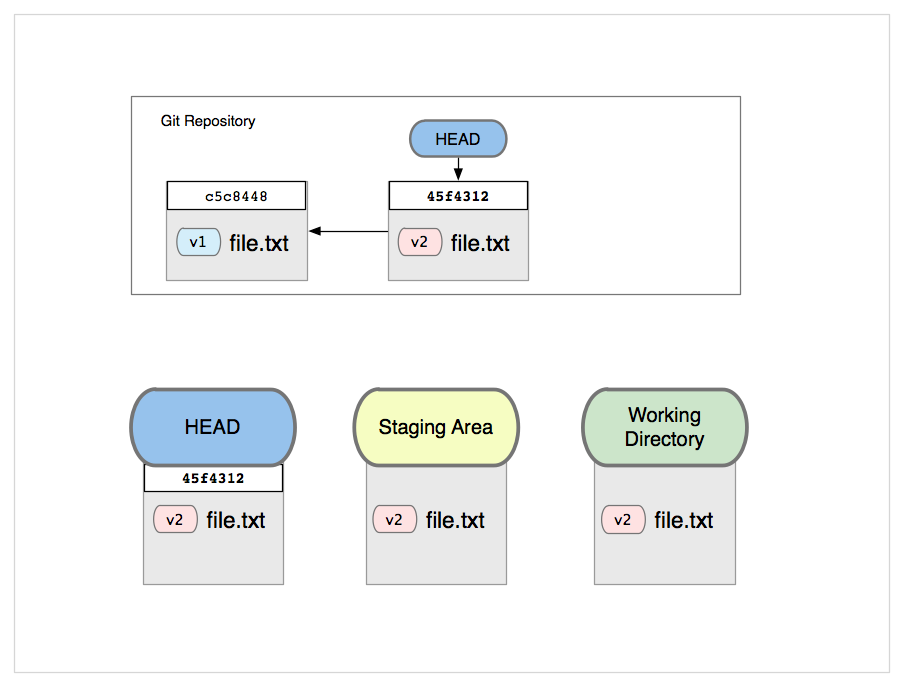 Git Repository
HEAD
c5c8448
45f4312
v1 file.txt
v2 file.txt
HEAD
Staging Area
Working
Directory
45f4312
v2 file.txt
v2 file.txt
v2 file.txt